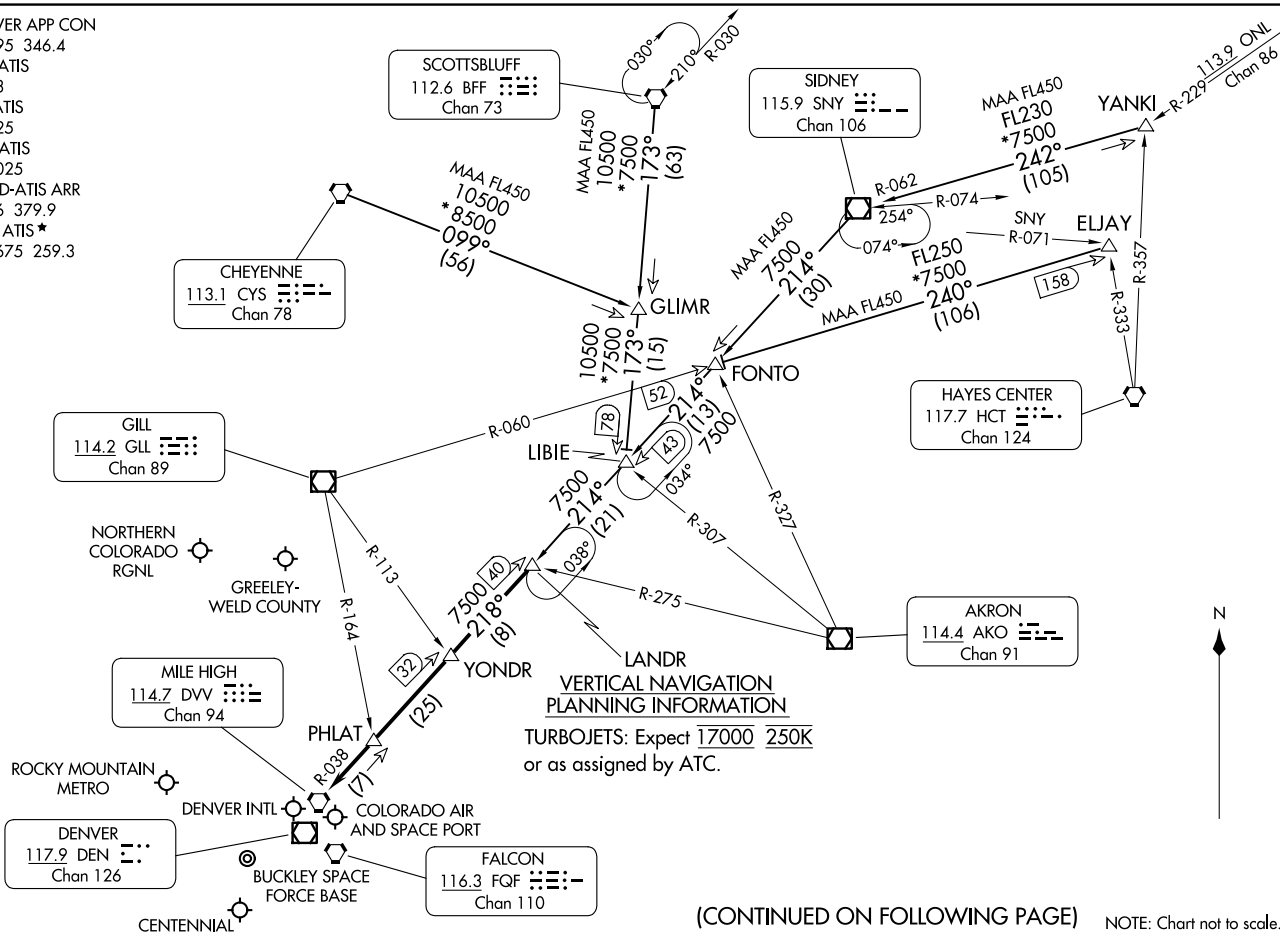 VER APP CON
95 346.4
ATIS
ATIS
25
ATIS
025
D-ATIS ARR
379.9
ATIS ★
675 259.3
SCOTTSBLUFF
112.6 BFF
Chan 73
030°
210°
R-030
SIDNEY
115.9 SNY
Chan 106
113.9 ONL
Chan 86
R-229
YANKI
MAA FL450
FL230
*7500
242°
(105)
R-062
R-074
254°
074°
SNY
R-071
ELJAY
R-357
R-333
MAA FL450
10500
*7500
173°
(63)
MAA FL450
10500
*8500
099°
(56)
CHEYENNE
113.1 CYS
Chan 78
GLIMR
MAA FL450
7500
214°
(30)
FL250
*7500
MAA FL450 240°
(106)
158
10500
*7500
173°
(15)
FONTO
HAYES CENTER
117.7 HCT
Chan 124
GILL
114.2 GLL
Chan 89
R-060
52
78
214°
(13)
7500
43
034°
LIBIE
7500
214°
(21)
R-307
R-327
NORTHERN
COLORADO
RGNL
GREELEY-
WELD COUNTY
R-113
R-164
40
038°
7500
218°
(8)
R-275
AKRON
114.4 AKO
Chan 91
N
MILE HIGH
114.7 DVV
Chan 94
32
YONDR
(25)
LANDR
VERTICAL NAVIGATION
PLANNING INFORMATION
TURBOJETS: Expect 17000 250K
or as assigned by ATC.
PHLAT
R-038
(7)
ROCKY MOUNTAIN
METRO
DENVER INTL
COLORADO AIR
AND SPACE PORT
DENVER
117.9 DEN
Chan 126
BUCKLEY SPACE
FORCE BASE
FALCON
116.3 FQF
Chan 110
CENTENNIAL
(CONTINUED ON FOLLOWING PAGE)
NOTE: Chart not to scale.